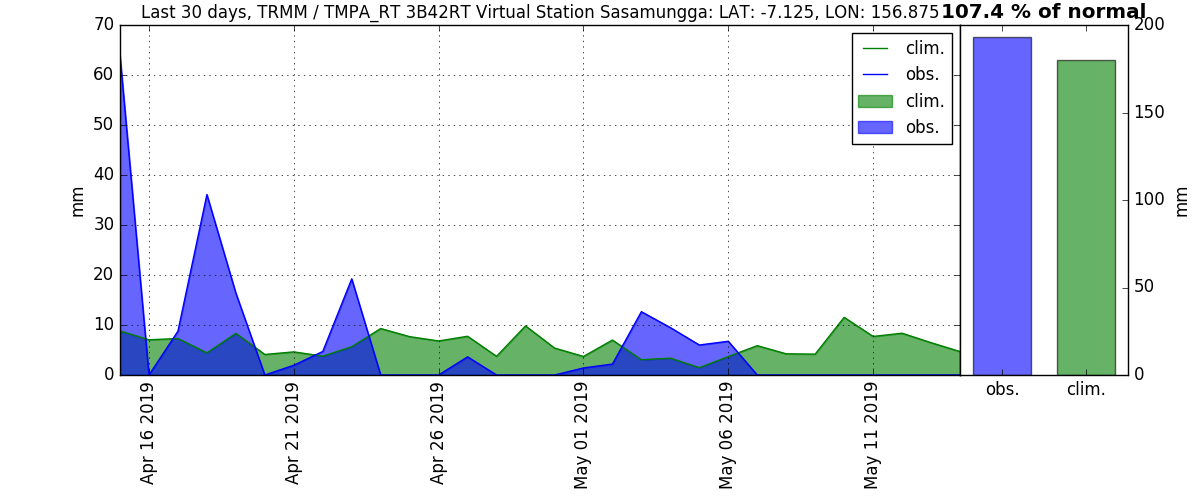 Last 30 days, TRMM / TMPA_RT 3B42RT Virtual Station Sasamungga: LAT: -7.125, LON: 156.875
107.4 % of normal
70
60
50
40
30
20
10
0
mm
clim.
obs.
clim.
obs.
Apr 16 2019
Apr 21 2019
Apr 26 2019
May 01 2019
May 06 2019
May 11 2019
200
150
100
50
0
mm
obs.
clim.